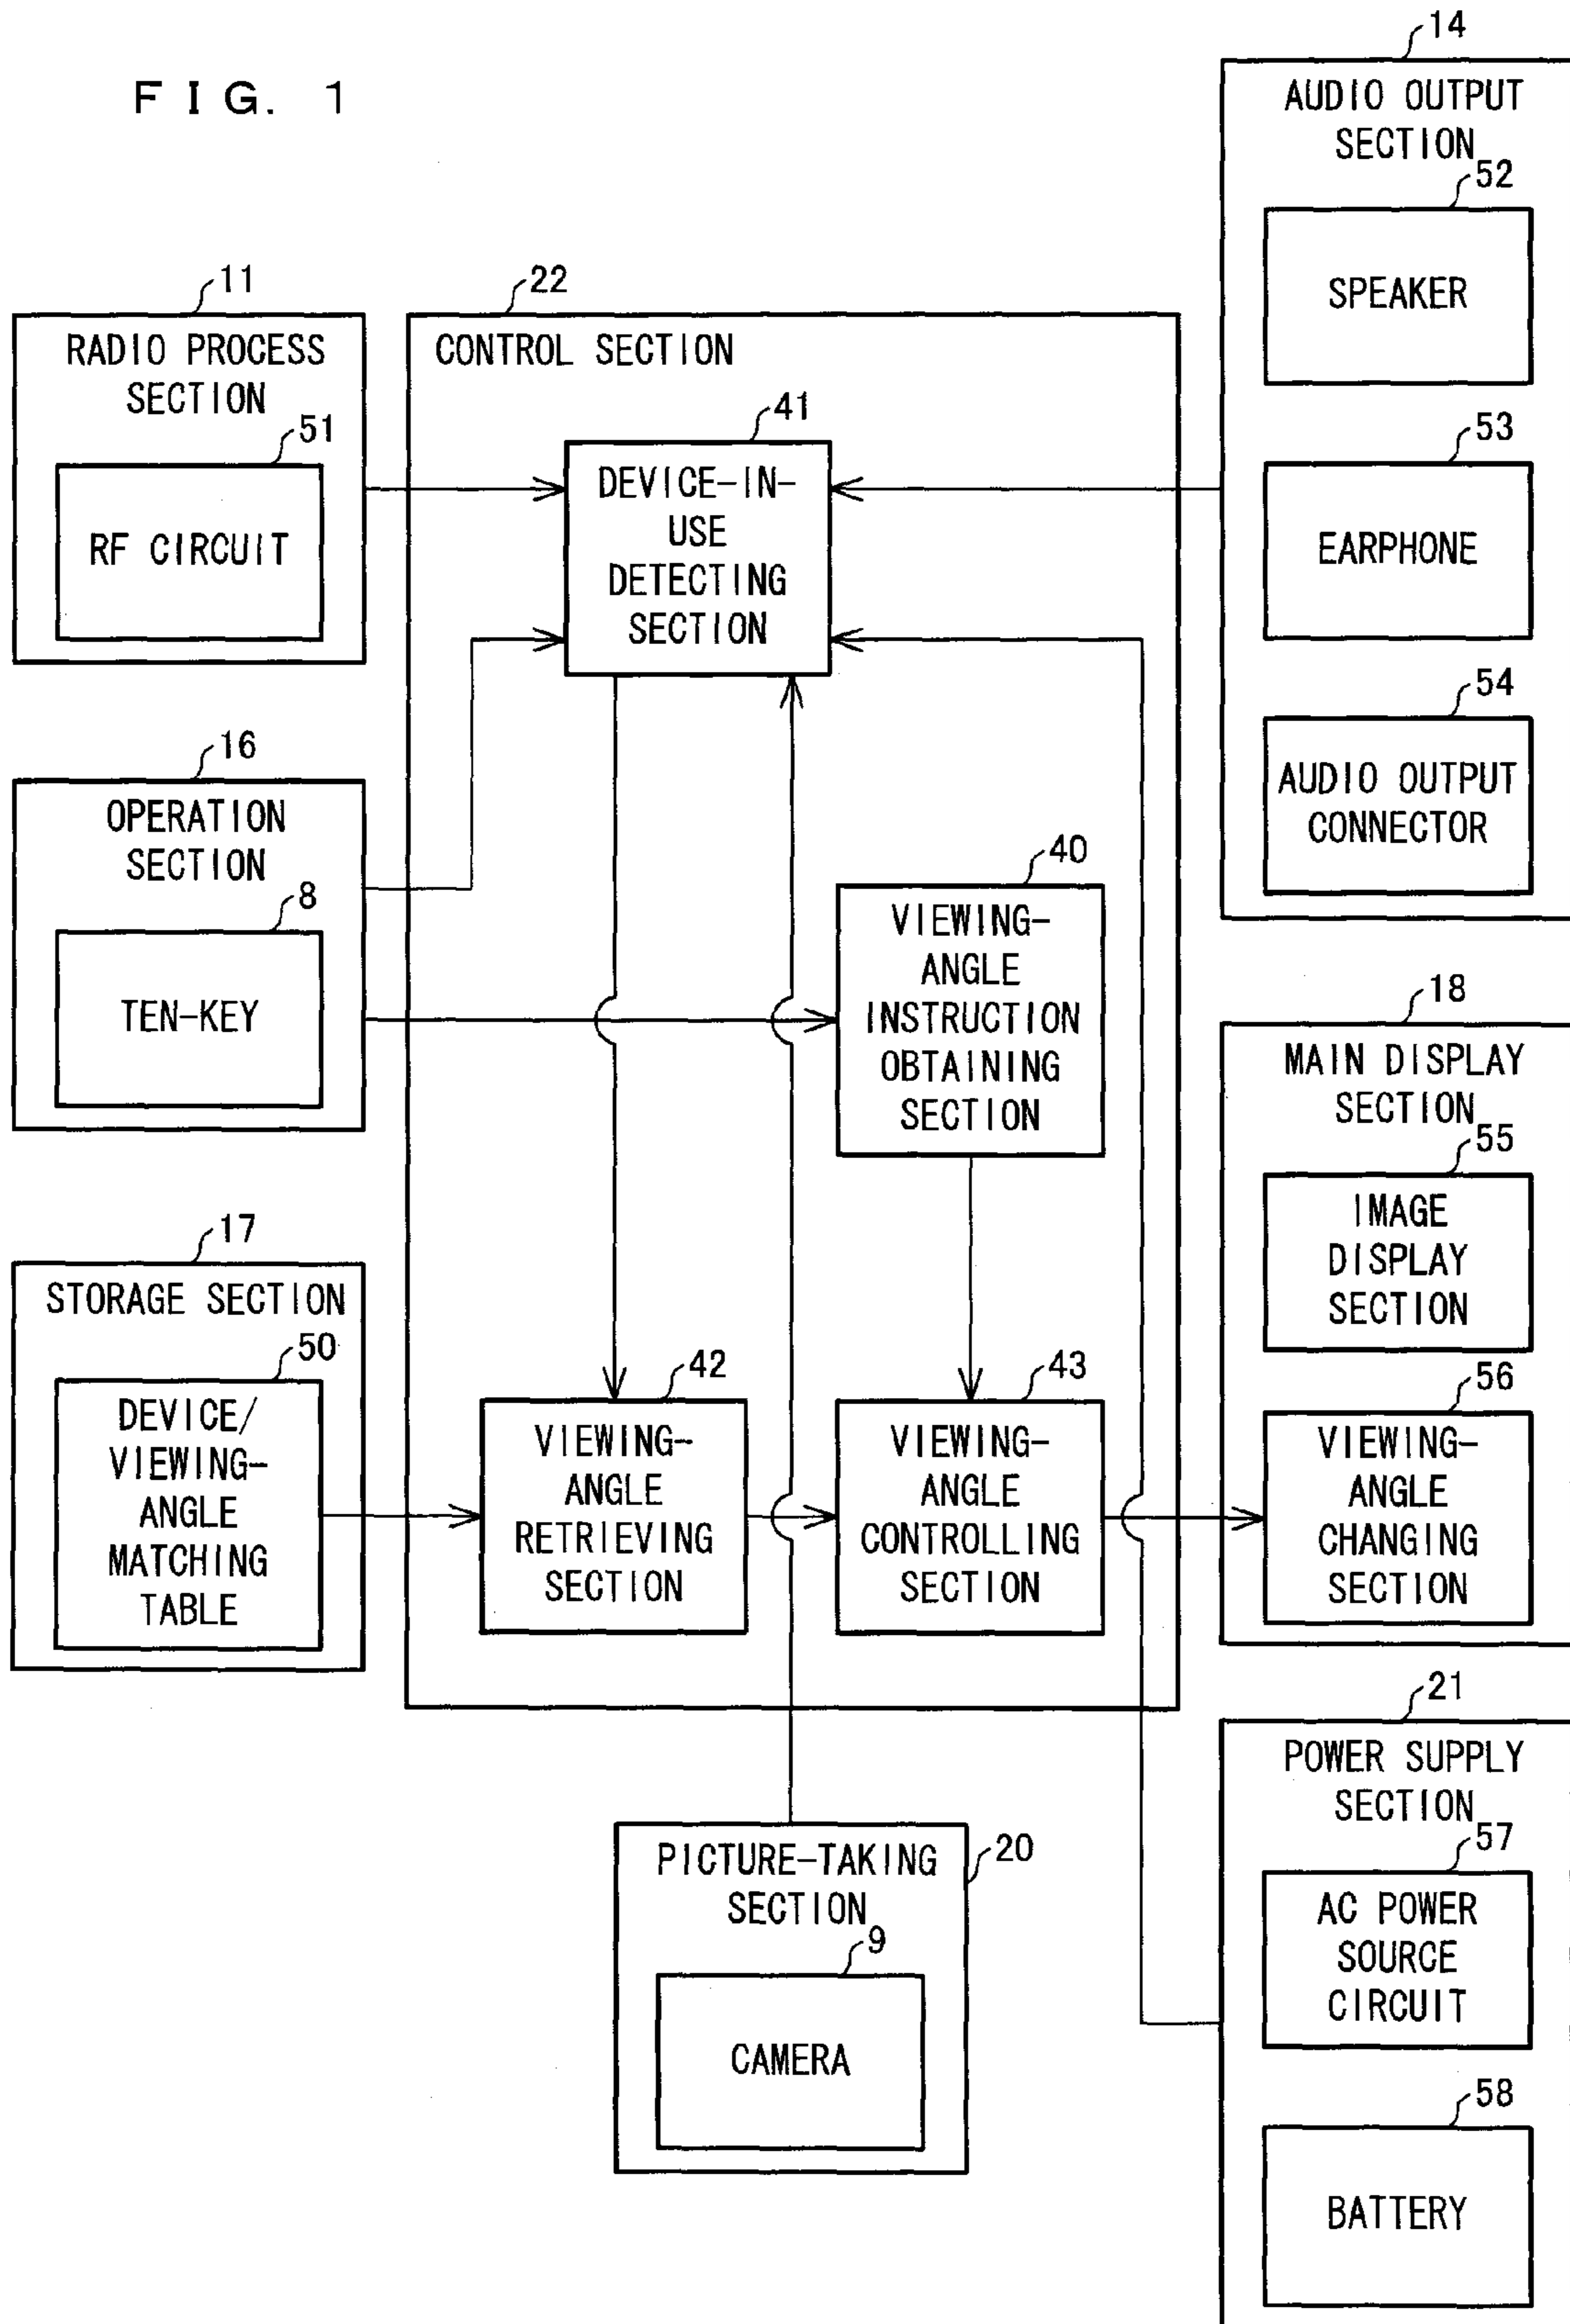 FIG. 1
14
AUDIO OUTPUT
SECTION
52
SPEAKER
53
EARPHONE
54
AUDIO OUTPUT
CONNECTOR
11
RADIO PROCESS
SECTION
51
RF CIRCUIT
22
CONTROL SECTION
41
DEVICE-IN-
USE
DETECTING
SECTION
16
OPERATION
SECTION
8
TEN-KEY
40
VIEWING-
ANGLE
INSTRUCTION
OBTAINING
SECTION
18
MAIN DISPLAY
SECTION
55
IMAGE
DISPLAY
SECTION
56
VIEWING-
ANGLE
CHANGING
SECTION
17
STORAGE SECTION
50
DEVICE/
VIEWING-
ANGLE
MATCHING
TABLE
42
VIEWING-
ANGLE
RETRIEVING
SECTION
43
VIEWING-
ANGLE
CONTROLLING
SECTION
20
PICTURE-TAKING
SECTION
9
CAMERA
21
POWER SUPPLY
SECTION
57
AC POWER
SOURCE
CIRCUIT
58
BATTERY